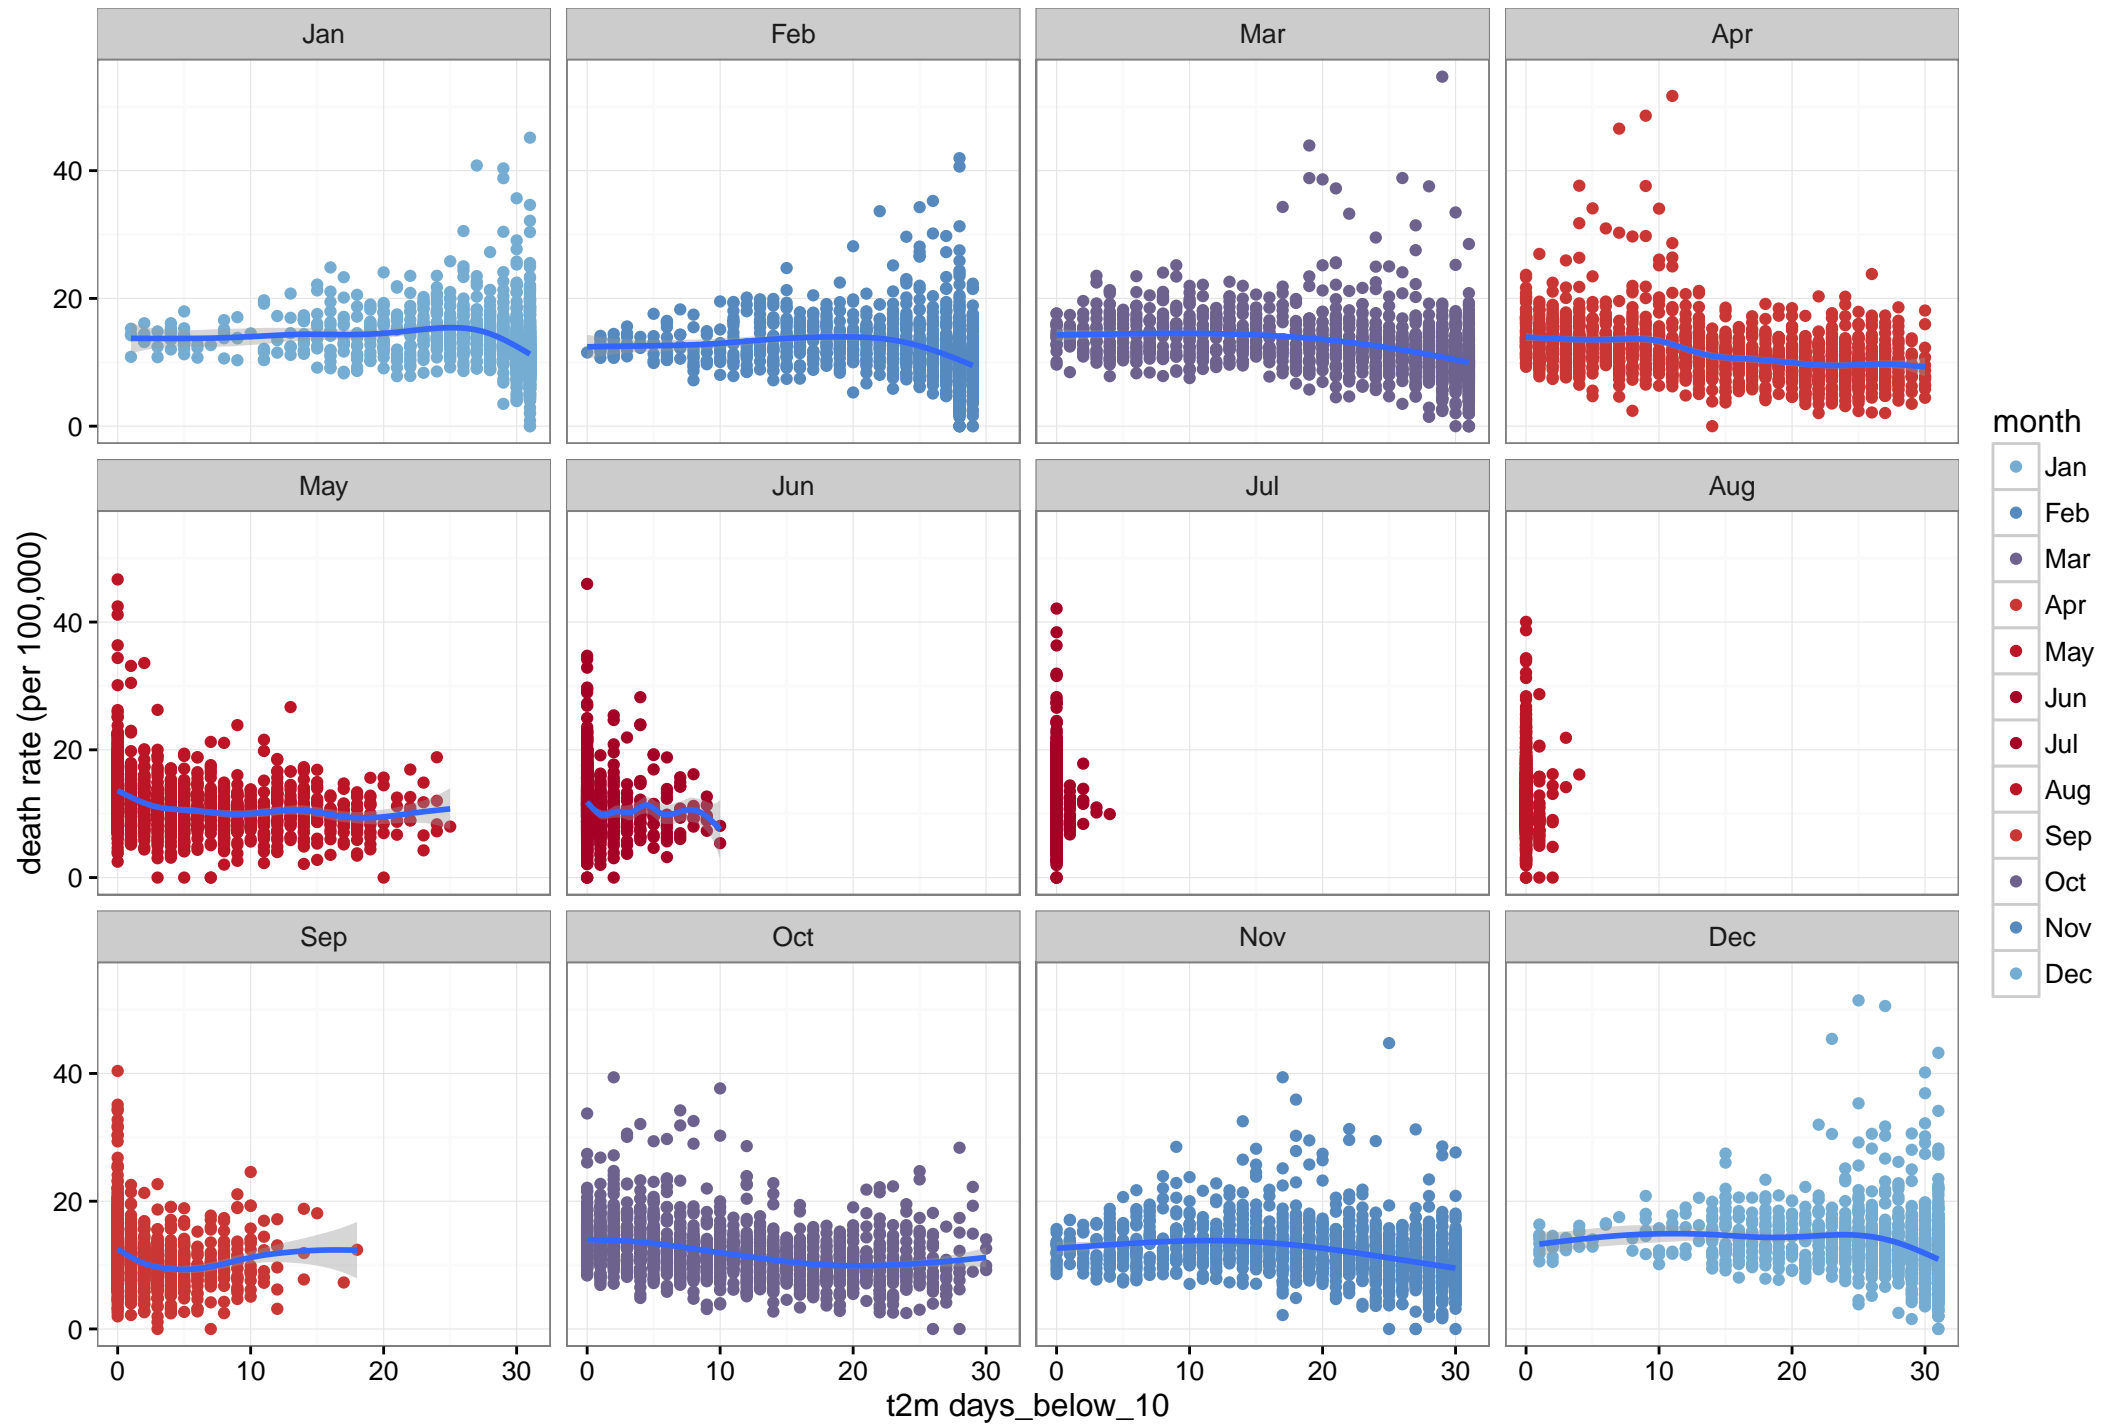 Jan Feb Mar Apr
40
20
0
May Jun Jul Aug
40
20
0
Sep Oct Nov Dec
40
20
0
0 10 20 30 0 10 20 30 0 10 20 30 0 10 20 30
t2m days_below_10
death rate (per 100,000)
month
Jan
Feb
Mar
Apr
May
Jun
Jul
Aug
Sep
Oct
Nov
Dec